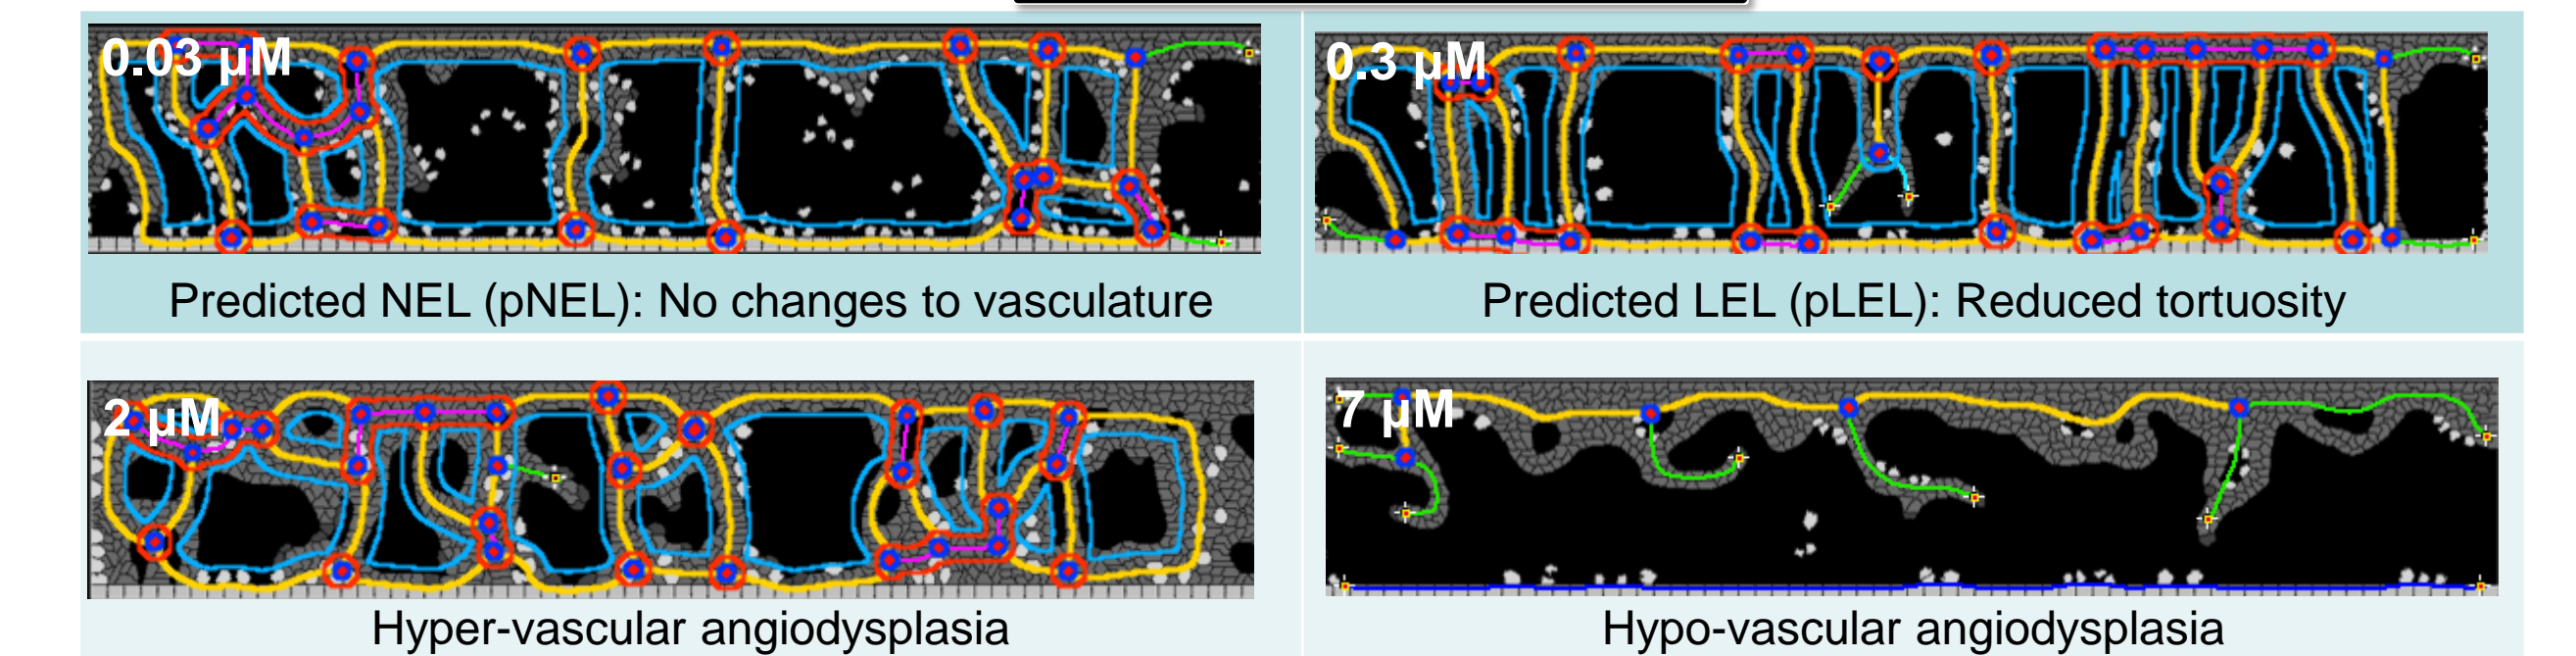 0.03 µM
0.3 µM
Predicted NEL (pNEL): No changes to vasculature
Predicted LEL (pLEL): Reduced tortuosity
2 µM
7 µM
Hyper-vascular angiodysplasia
Hypo-vascular angiodysplasia